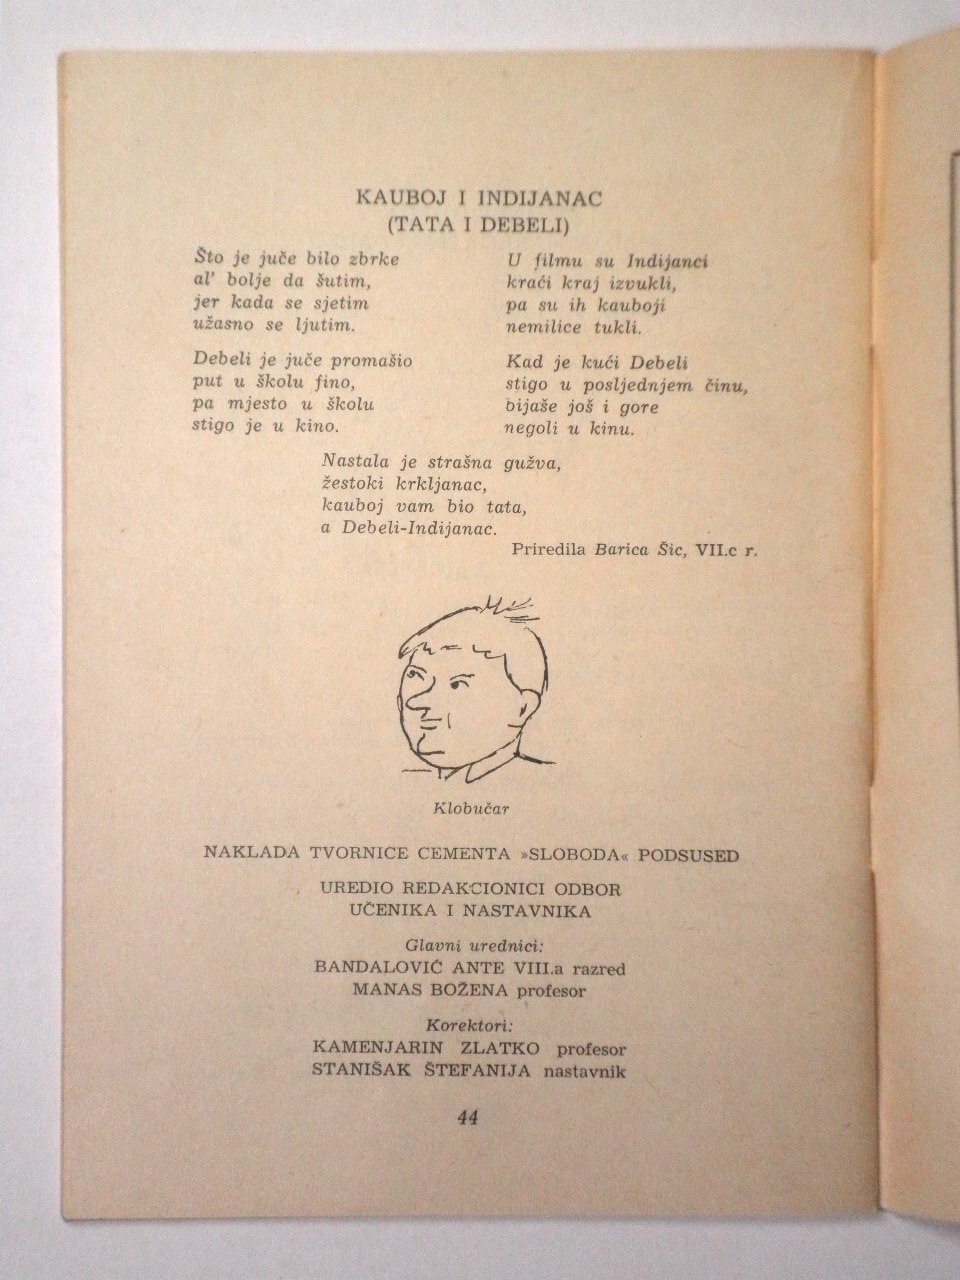 KAUBOJ I INDIJANAC
(TATA I DEBELI)
Što je juče bilo zbrke
al' bolje da šutim,
jer kada se sjetim
užasno se ljutim.
Debeli je juče promašio
put u školu fino,
pa mjesto u školu
stigo je u kino.
U filmu su Indijanci
kraći kraj izvukli,
pa su ih kauboji
nemilice tukli.
Kad je kući Debeli
stigo u posljednjem činu,
bijaše još i gore
negoli u kinu.
Nastala je strašna gužva,
žestoki krkljanac,
kauboj vam bio tata,
a Debeli-Indijanac.
Priredila Barica Šic, VII.c r.
Klobučar
NAKLADA TVORNICE CEMENTA »SLOBODA« PODSUSED
UREDIO REDAKCIONICI ODBOR
UČENIKA I NASTAVNIKA
Glavni urednici:
BANDALOVIĆ ANTE VIII.a razred
MANAS BOŽENA profesor
Korektori:
KAMENJARIN ZLATKO profesor
STANIŠAK ŠTEFANIJA nastavnik
44